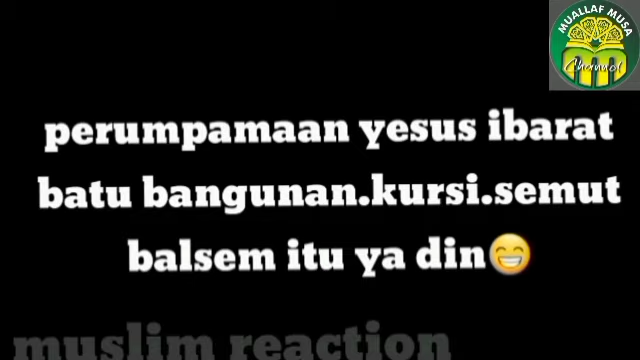 MUALLAF MUSA
Channel
perumpamaan yesus ibarat
batu bangunan.kursi.semut
balsem itu ya din😁
muslim reaction